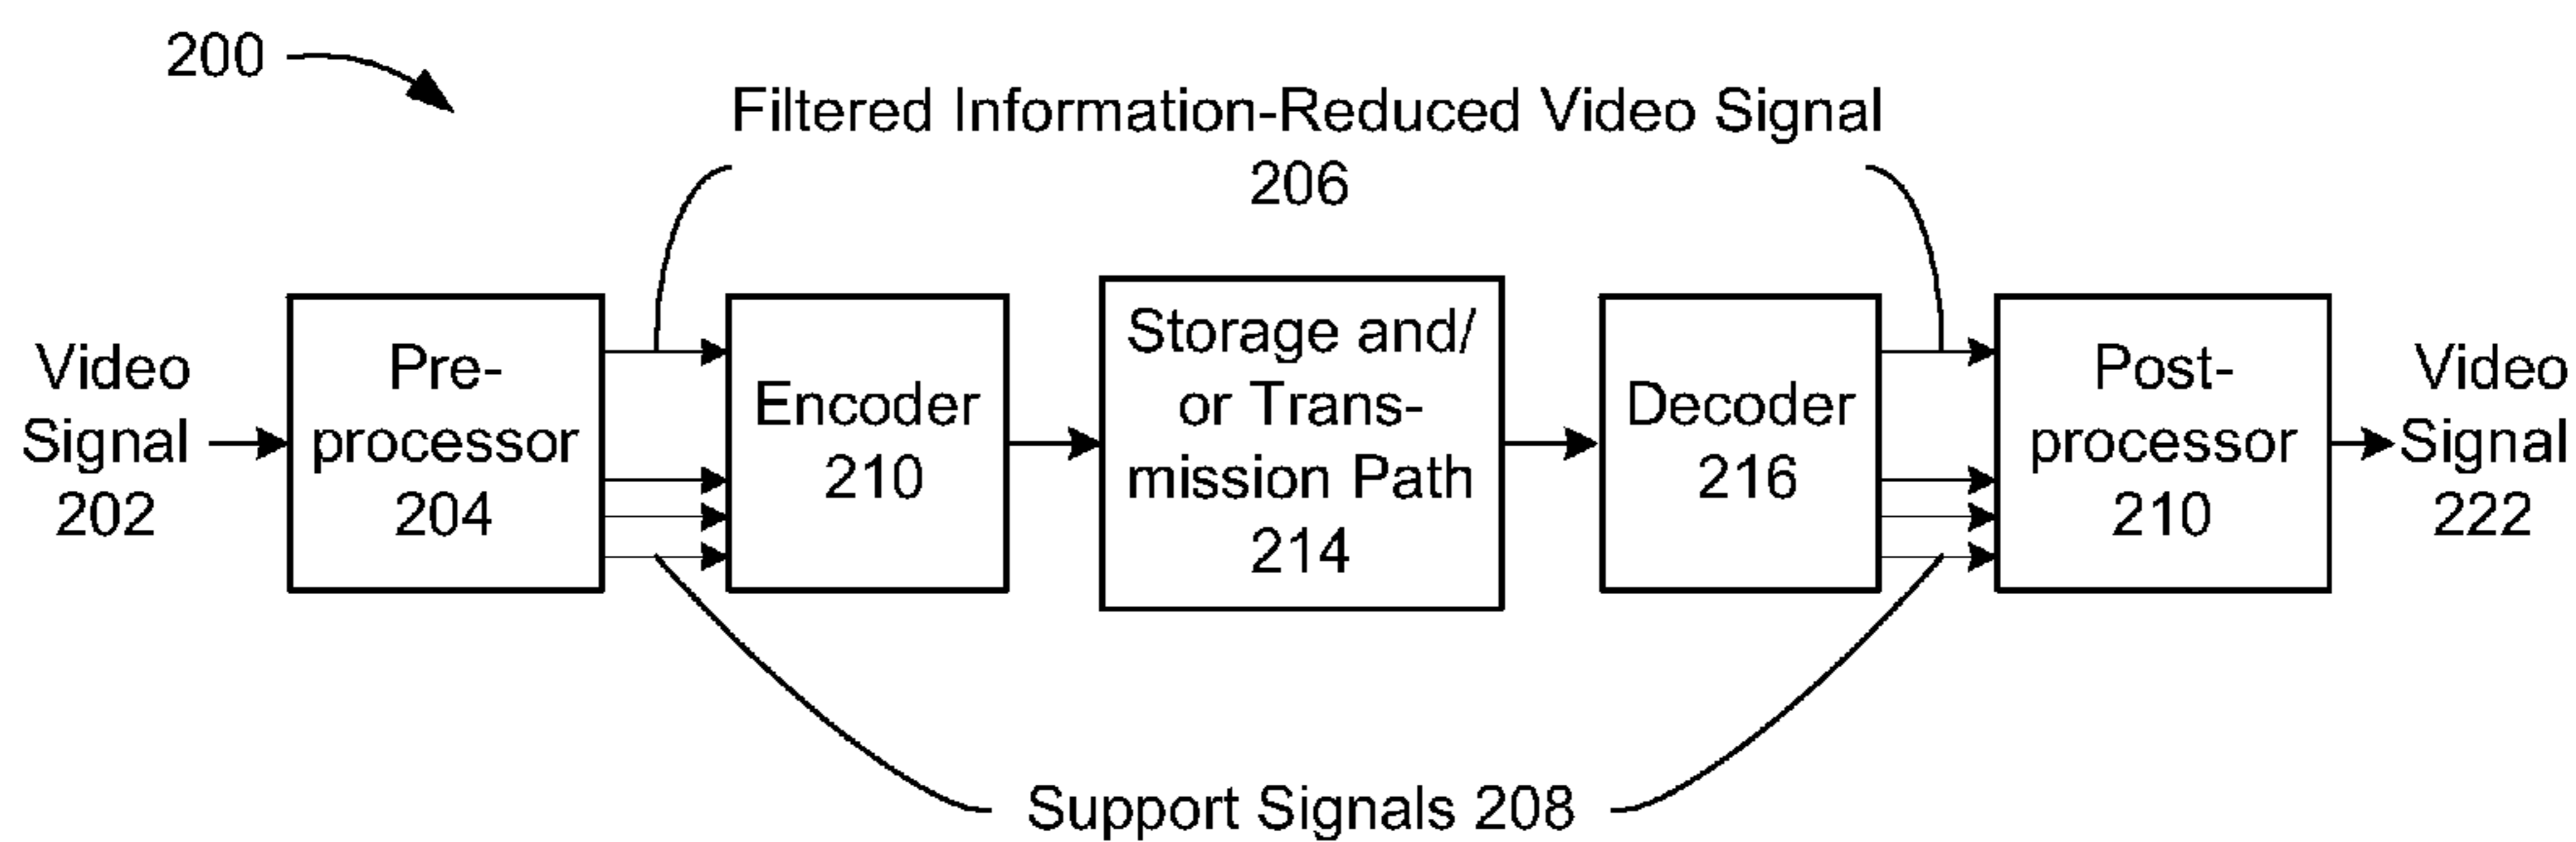 200
Filtered Information-Reduced Video Signal
206
Video
Signal
202
Pre-
processor
204
Encoder
210
Storage and/
or Trans-
mission Path
214
Decoder
216
Post-
processor
210
Video
Signal
222
Support Signals 208